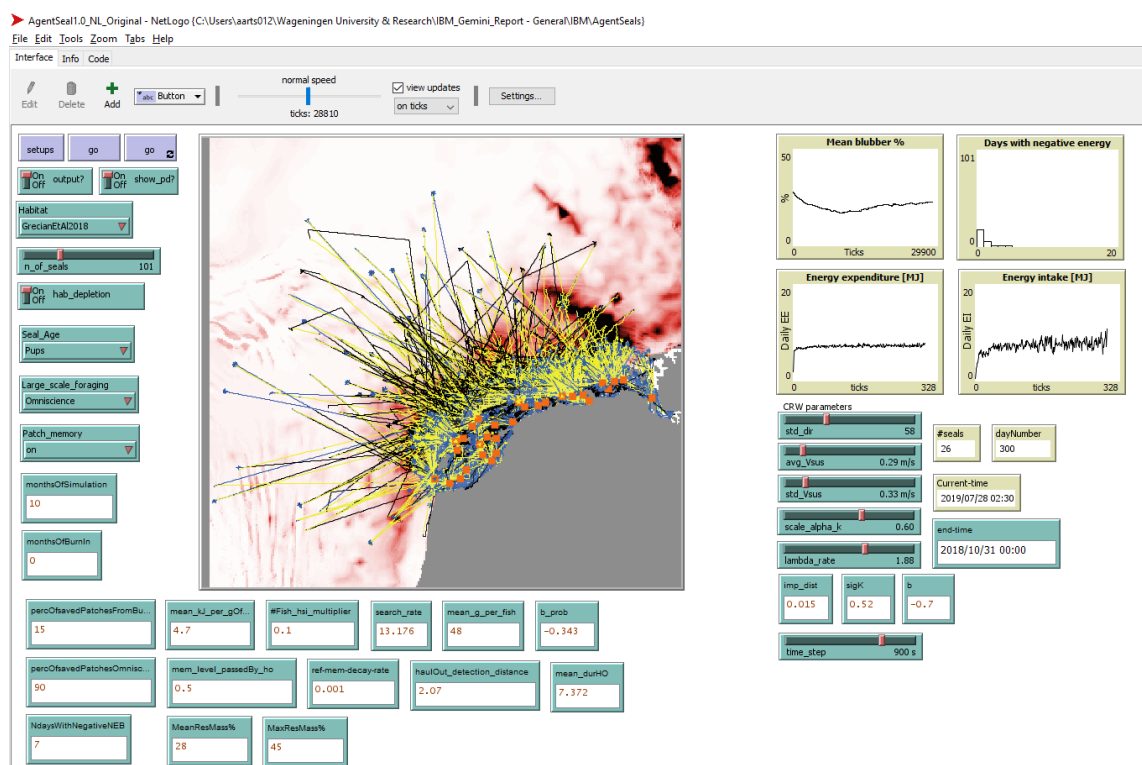 AgentSeal1.0_NL_Original - NetLogo {C:\Users\aarts012\Wageningen University & Research\IBM_Gemini_Report - General\IBM\AgentSeals}
File Edit Tools Zoom Tabs Help
Interface Info Code
Edit Delete Add abc Button normal speed ticks: 28810 view updates on ticks Settings...
setups go go
On Off output? On Off show_pd?
Habitat
GrecianEtAl2018
n_of_seals 101
On Off hab_depletion
Seal_Age
Pups
Large_scale_foraging
Omniscience
Patch_memory
on
monthsOfSimulation
10
monthsOfBurnIn
0
Mean blubber %
50
%
0
0 Ticks 29900
Days with negative energy
101
0
0 20
Energy expenditure [MJ]
20
Daily EE
0
0 ticks 328
Energy intake [MJ]
20
Daily EI
0
0 ticks 328
CRW parameters
std_dir 58
avg_Vsus 0.29 m/s
std_Vsus 0.33 m/s
scale_alpha_k 0.60
lambda_rate 1.88
#seals
26
dayNumber
300
Current-time
2019/07/28 02:30
end-time
2018/10/31 00:00
imp_dist
0.015
sigK
0.52
b
-0.7
time_step 900 s
percOfsavedPatchesFromBu...
15
mean_kJ_per_gOf...
4.7
#Fish_hsi_multiplier
0.1
search_rate
13.176
mean_g_per_fish
48
b_prob
-0.343
percOfsavedPatchesOmnisc...
90
mem_level_passedBy_ho
0.5
ref-mem-decay-rate
0.001
haulOut_detection_distance
2.07
mean_durHO
7.372
NdaysWithNegativeNEB
7
MeanResMass%
28
MaxResMass%
45